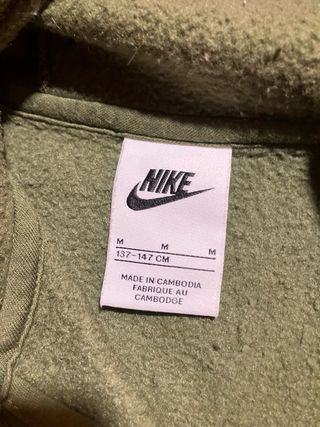 NIKE
M M M
137-147 CM
MADE IN CAMBODIA
FABRIQUE AU
CAMBODGE